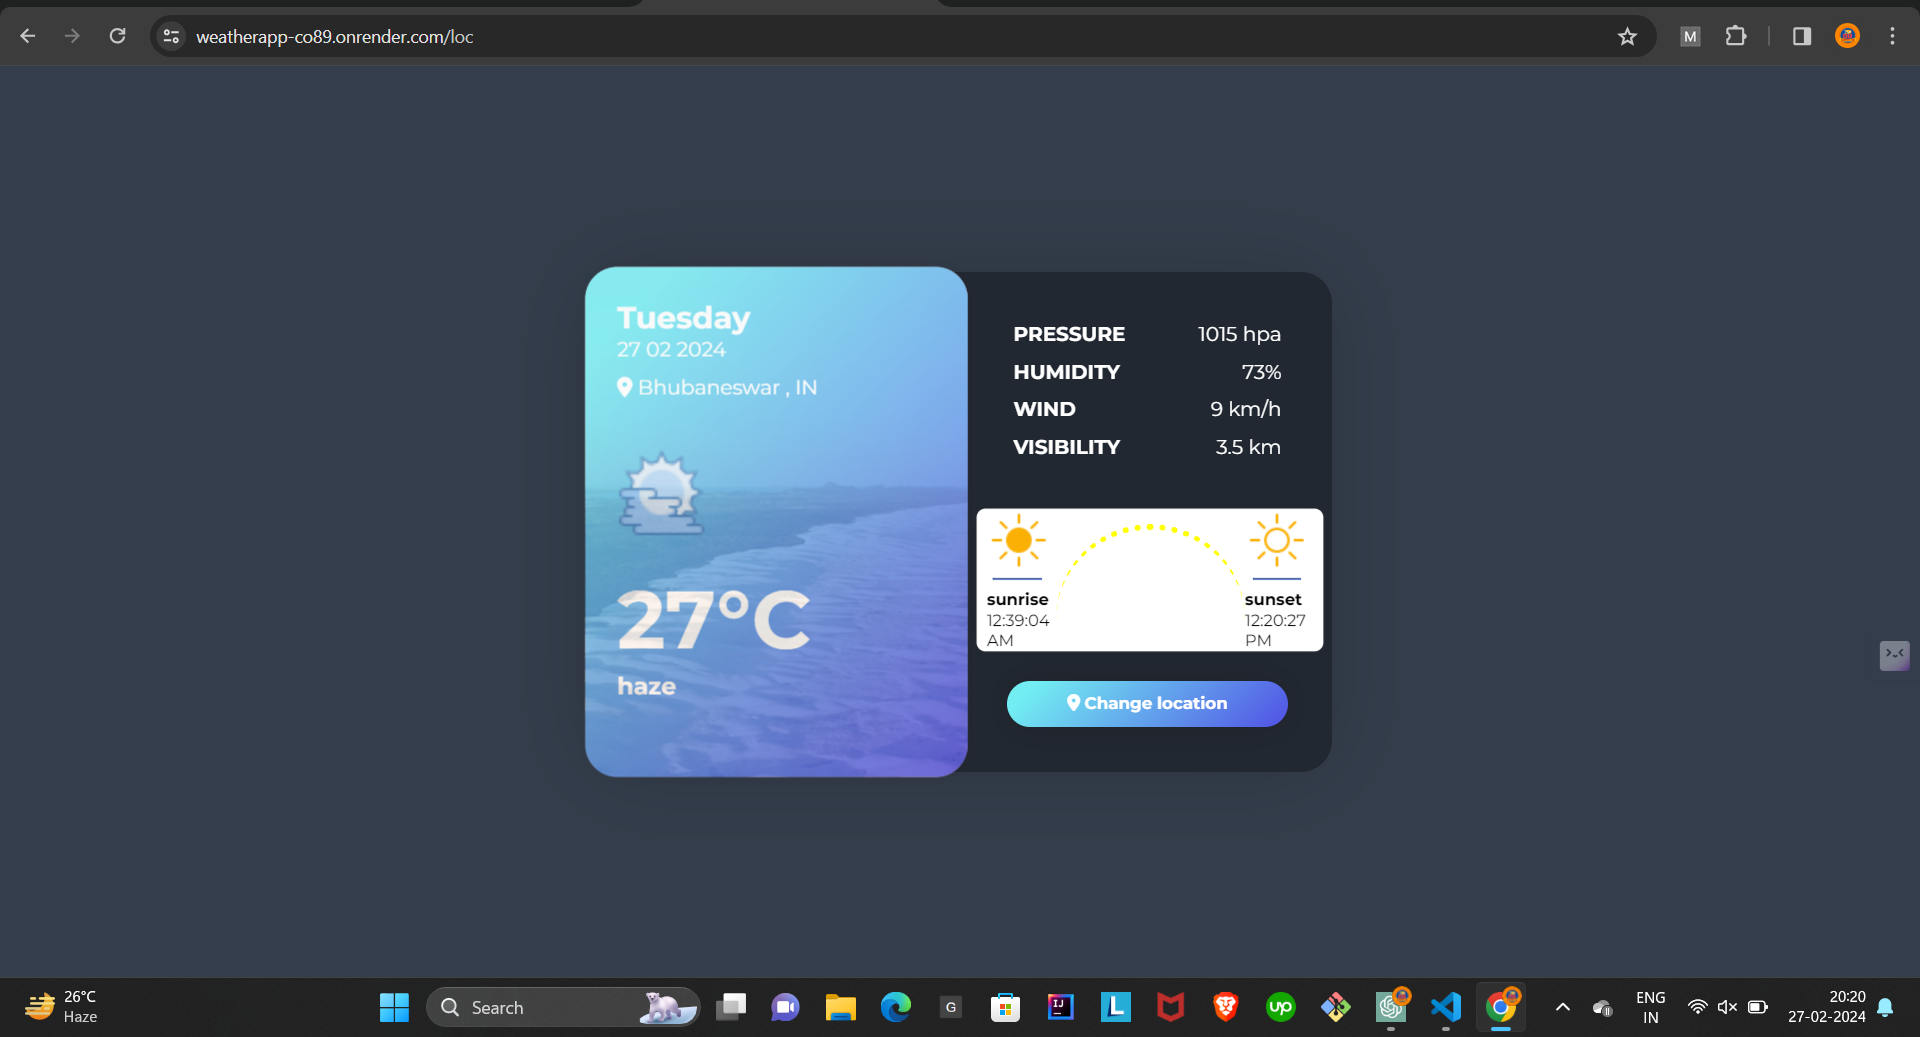 weatherapp-co89.onrender.com/loc
M
Tuesday
27 02 2024
Bhubaneswar , IN
27°C
haze
PRESSURE 1015 hpa
HUMIDITY 73%
WIND 9 km/h
VISIBILITY 3.5 km
sunrise
12:39:04
AM
sunset
12:20:27
PM
Change location
26°C
Haze
Search
G
IJ
L
up
ENG
IN
20:20
27-02-2024